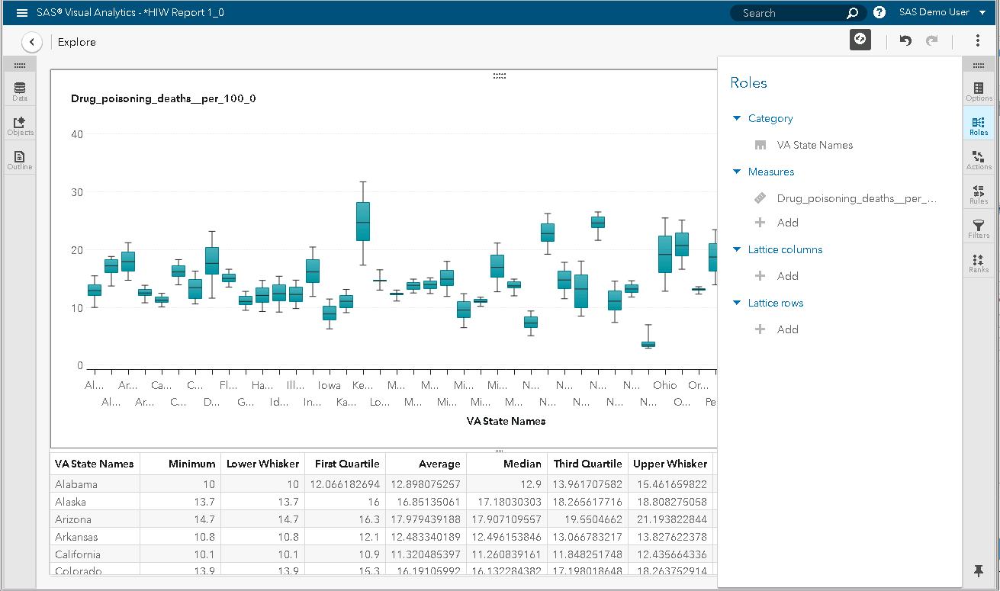 SAS® Visual Analytics - *HIW Report 1_0
Search
SAS Demo User
Explore
Data
Objects
Outline
Drug_poisoning_deaths__per_100_0
40
30
20
10
0
Al... Ar... Ca... C... Fl... Ha... Ill... Iowa Ke... M... M... Mi... Mi... N... N... N... N... Ohio Or...
Al... Ar... C... D... G... Id... In... Ka... Lo... M... Mi... Mi... M... N... N... N... N... O... Pe
VA State Names
VA State Names Minimum Lower Whisker First Quartile Average Median Third Quartile Upper Whisker
Alabama 10 10 12.066182694 12.898075257 12.9 13.961707582 15.461659822
Alaska 13.7 13.7 16 16.85135061 17.18030303 18.265617716 18.808275058
Arizona 14.7 14.7 16.3 17.979439188 17.907109557 19.5504662 21.193822844
Arkansas 10.8 10.8 12.1 12.483340189 12.496153846 13.066783217 13.827622378
California 10.1 10.1 10.9 11.320485397 11.260839161 11.848251748 12.435664336
Colorado 13.9 13.9 15.3 16.19105992 16.132284382 17.198018648 18.263752914
Roles
Category
VA State Names
Measures
Drug_poisoning_deaths__per_...
Add
Lattice columns
Add
Lattice rows
Add
Options
Roles
Actions
Rules
Filters
Ranks